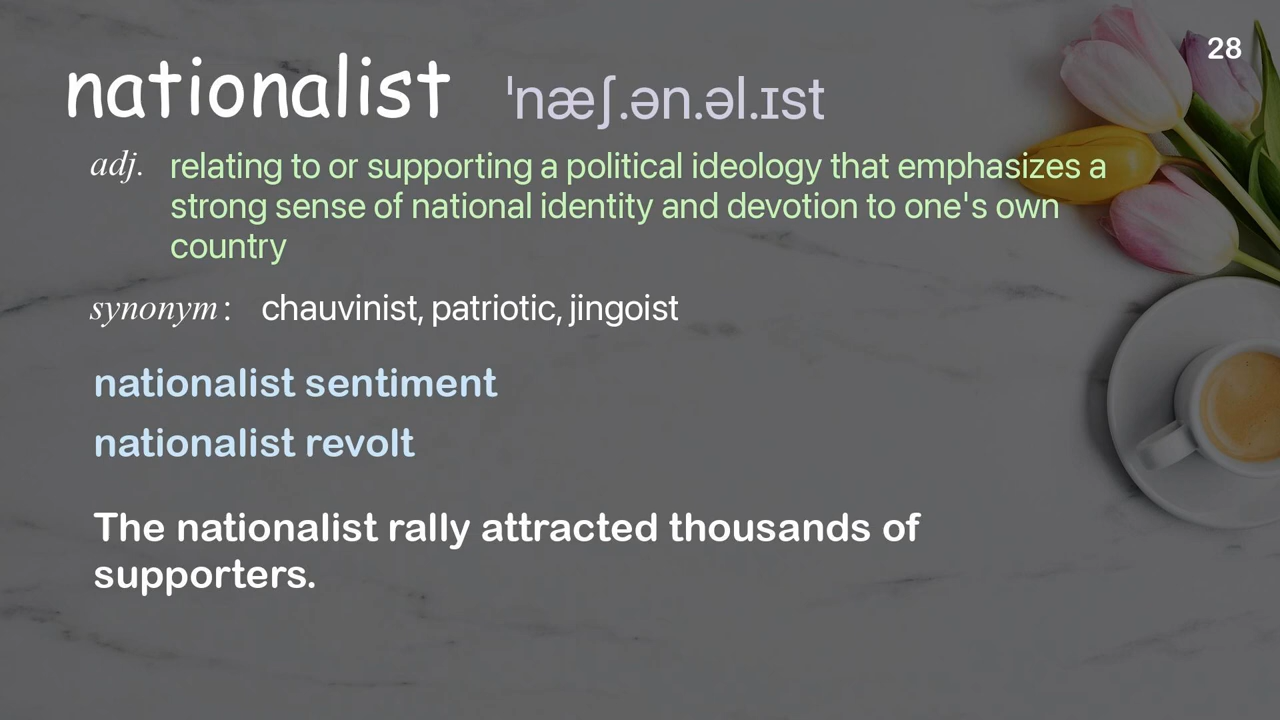 28
nationalist ˈnæʃ.ən.əl.ɪst
adj. relating to or supporting a political ideology that emphasizes a
strong sense of national identity and devotion to one's own
country
synonym: chauvinist, patriotic, jingoist
nationalist sentiment
nationalist revolt
The nationalist rally attracted thousands of
supporters.